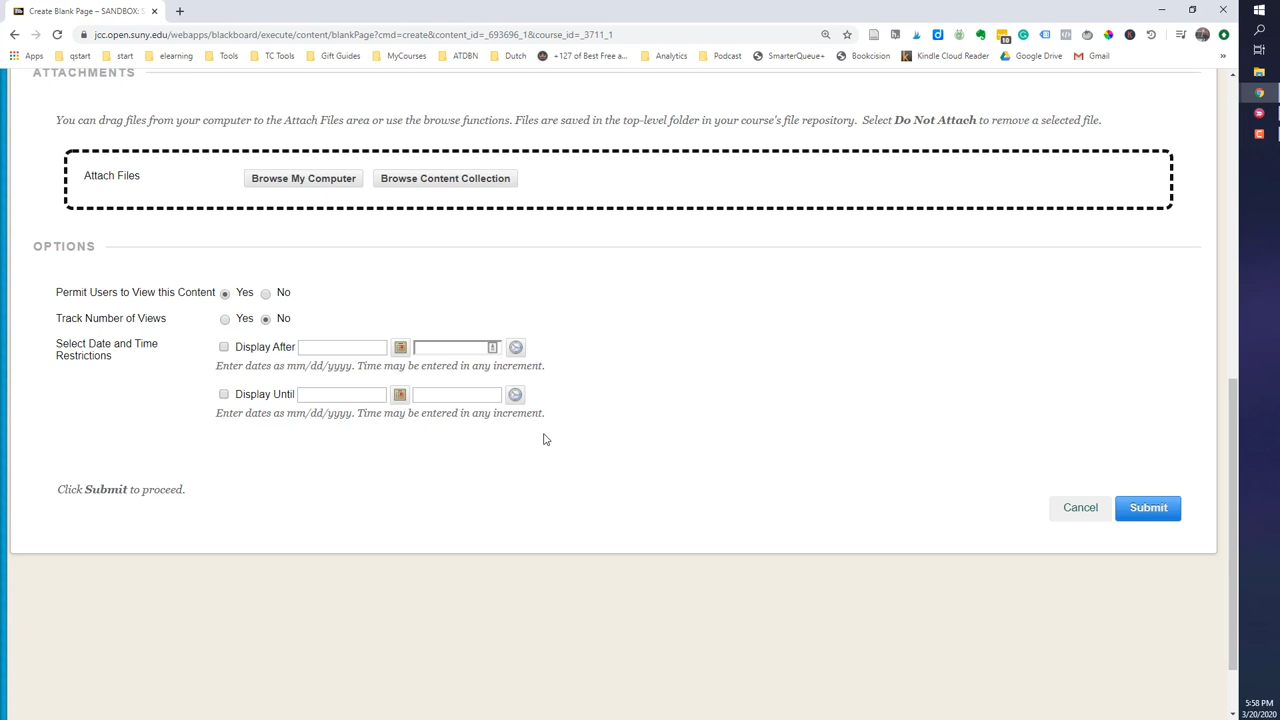 Create Blank Page – SANDBOX: S
jcc.open.suny.edu/webapps/blackboard/execute/content/blankPage?cmd=create&content_id=_693696_1&course_id=_3711_1
Apps qstart start elearning Tools TC Tools Gift Guides MyCourses ATDBN Dutch +127 of Best Free a... Analytics Podcast SmarterQueue+ Bookcision Kindle Cloud Reader Google Drive Gmail »
ATTACHMENTS
You can drag files from your computer to the Attach Files area or use the browse functions. Files are saved in the top-level folder in your course's file repository. Select Do Not Attach to remove a selected file.
Attach Files Browse My Computer Browse Content Collection
OPTIONS
Permit Users to View this Content Yes No
Track Number of Views Yes No
Select Date and Time
Restrictions
Display After
Enter dates as mm/dd/yyyy. Time may be entered in any increment.
Display Until
Enter dates as mm/dd/yyyy. Time may be entered in any increment.
Click Submit to proceed.
Cancel Submit
5:58 PM
3/20/2020